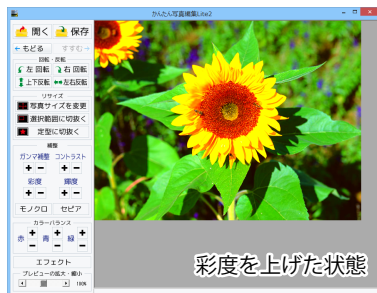 かんたん写真編集Lite2
開く 保存
←もどる すすむ→
回転・反転
左 回転 右 回転
上下反転 左右反転
リサイズ
写真サイズを変更
選択範囲に切抜く
定型に切抜く
補整
ガンマ補整 コントラスト
+ − + −
彩度 輝度
+ − + −
モノクロ セピア
カラーバランス
赤 + − 青 + − 緑 + −
エフェクト
プレビューの拡大・縮小
100%
彩度を上げた状態